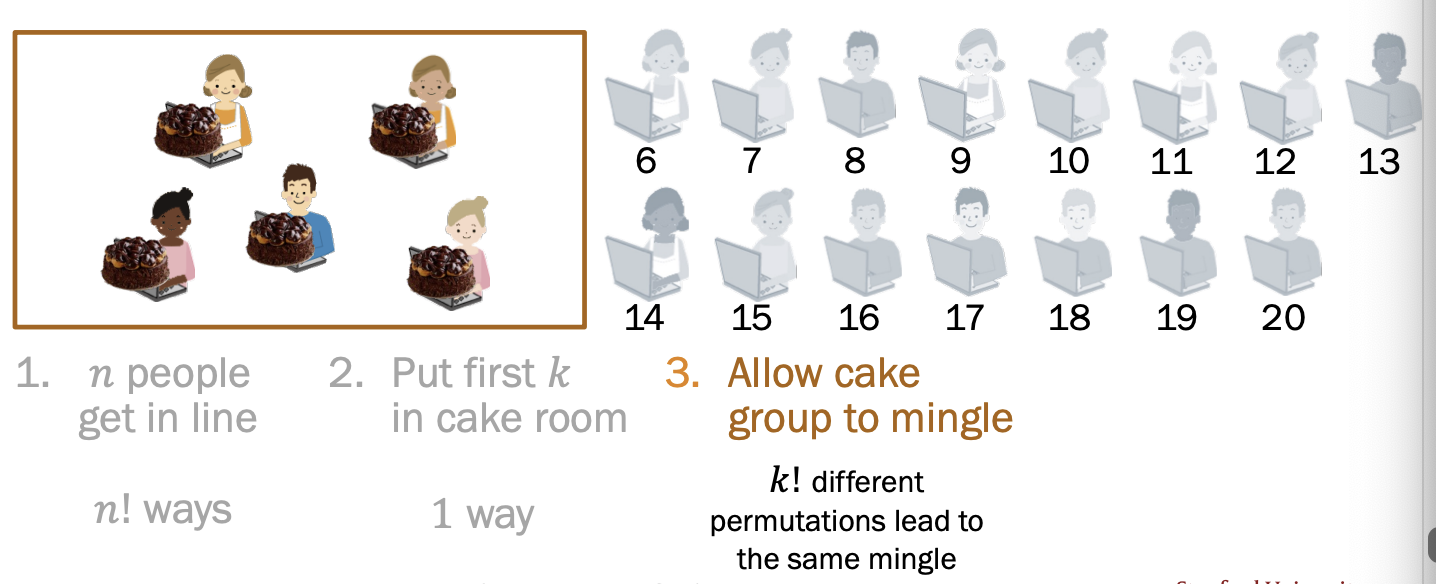 6 7 8 9 10 11 12 13
14 15 16 17 18 19 20
1. n people
get in line
2. Put first k
in cake room
3. Allow cake
group to mingle
n! ways
1 way
k! different
permutations lead to
the same mingle